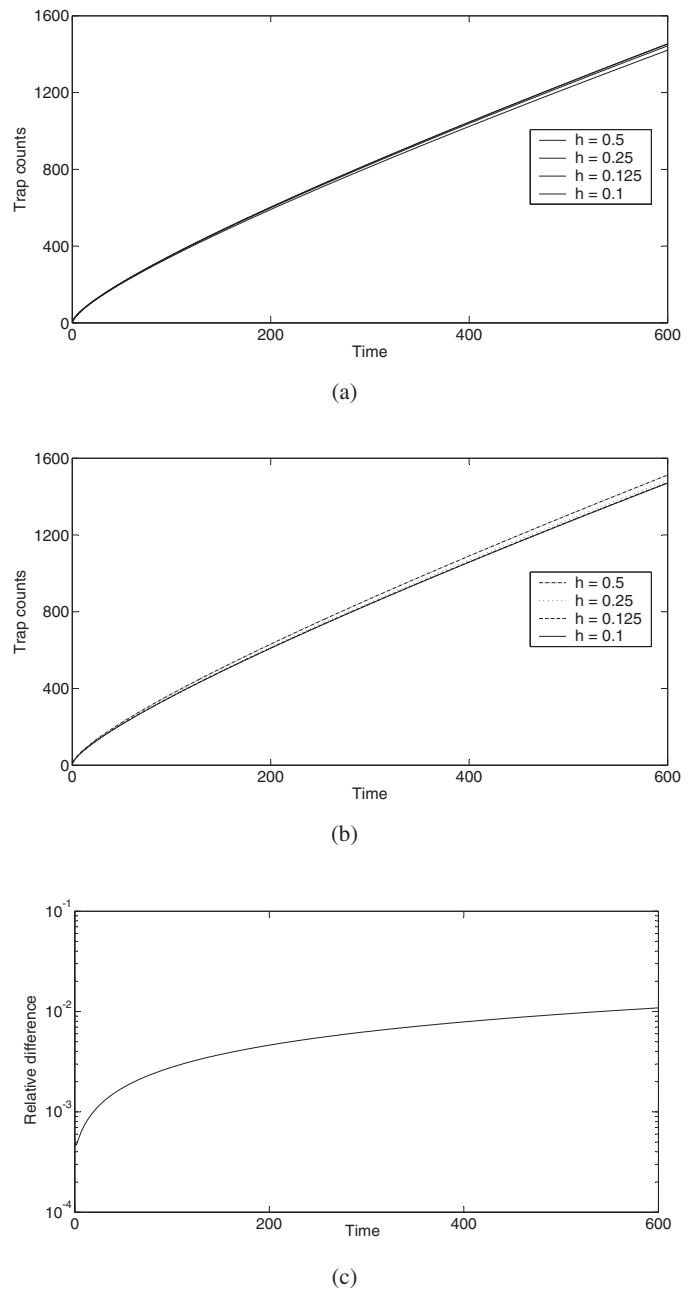 1600
1200
800
400
0
Trap counts
h = 0.5
h = 0.25
h = 0.125
h = 0.1
0 200 400 600
Time
(a)
1600
1200
800
400
0
Trap counts
h = 0.5
h = 0.25
h = 0.125
h = 0.1
0 200 400 600
Time
(b)
10^-1
10^-2
10^-3
10^-4
Relative difference
0 200 400 600
Time
(c)